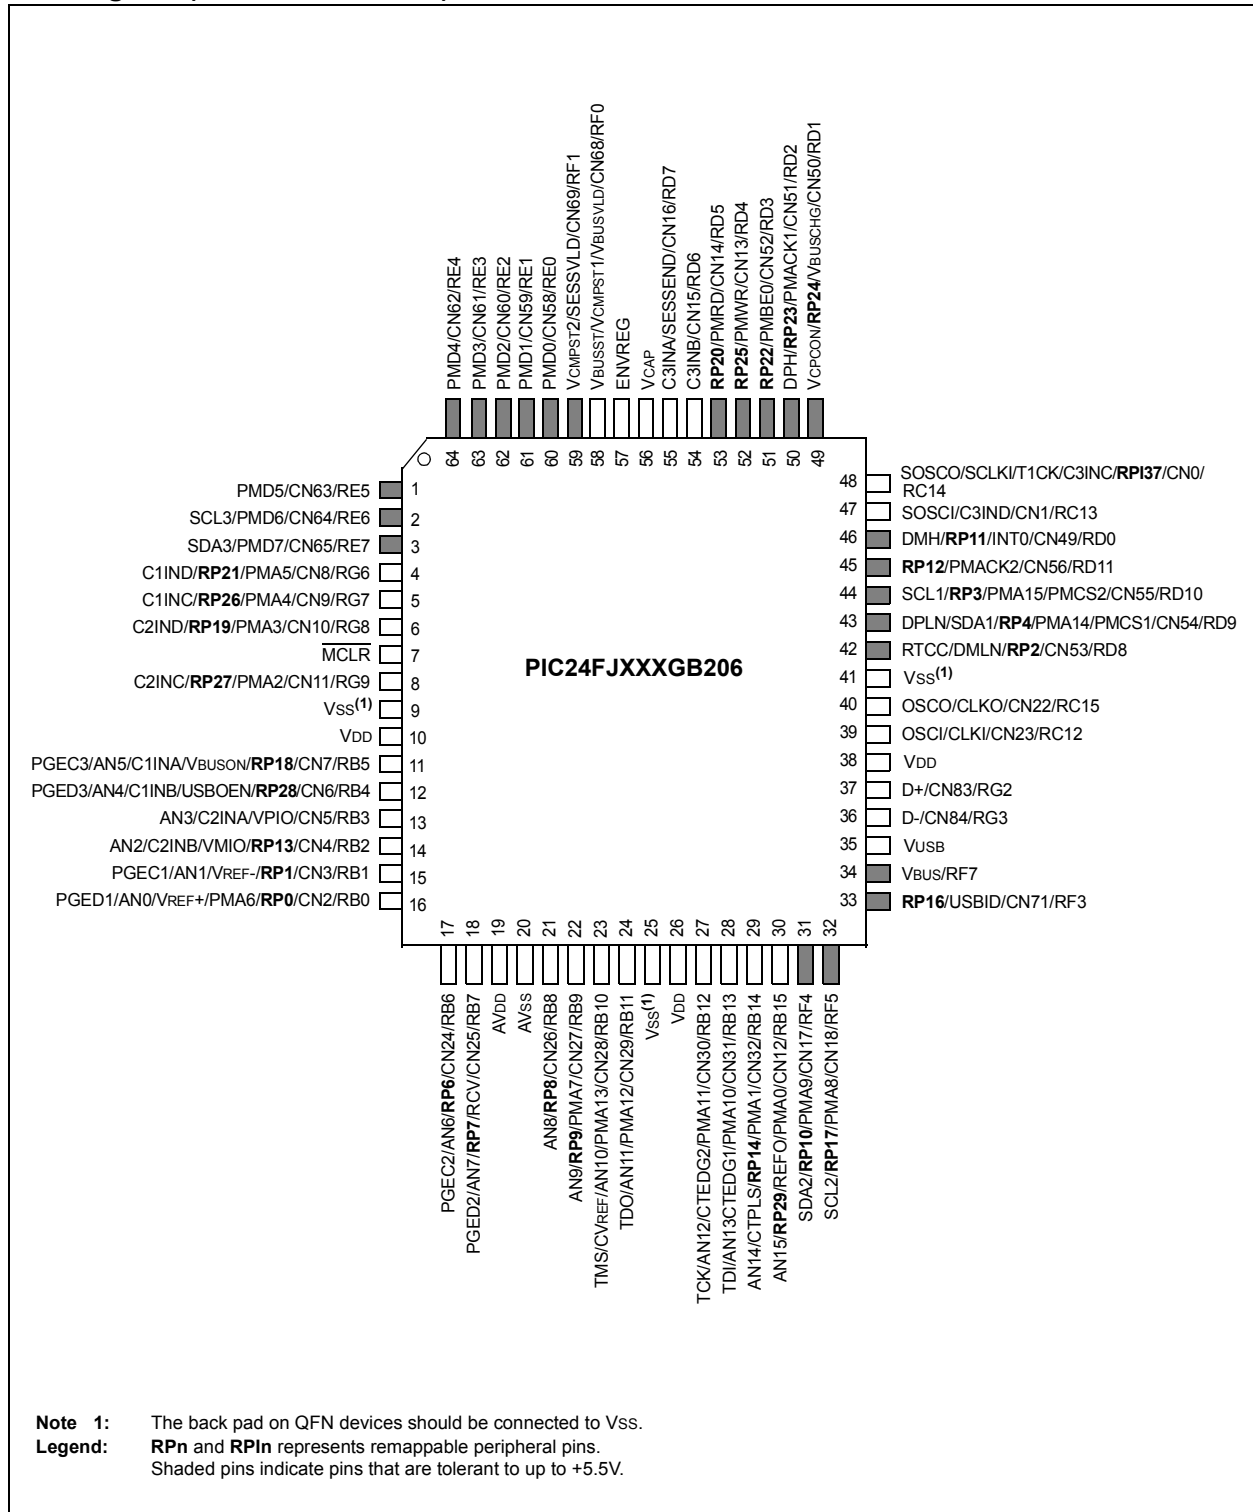 PMD4/CN62/RE4
PMD3/CN61/RE3
PMD2/CN60/RE2
PMD1/CN59/RE1
PMD0/CN58/RE0
VCMPST2/SESSVLD/CN69/RF1
VBUSST/VCMPST1/VBUSVLD/CN68/RF0
ENVREG
VCAP
C3INA/SESSEND/CN16/RD7
C3INB/CN15/RD6
RP20/PMRD/CN14/RD5
RP25/PMWR/CN13/RD4
RP22/PMBE0/CN52/RD3
DPH/RP23/PMACK1/CN51/RD2
VCPCON/RP24/VBUSCHG/CN50/RD1
64 63 62 61 60 59 58 57 56 55 54 53 52 51 50 49
PMD5/CN63/RE5 1
SCL3/PMD6/CN64/RE6 2
SDA3/PMD7/CN65/RE7 3
C1IND/RP21/PMA5/CN8/RG6 4
C1INC/RP26/PMA4/CN9/RG7 5
C2IND/RP19/PMA3/CN10/RG8 6
MCLR 7
C2INC/RP27/PMA2/CN11/RG9 8
VSS(1) 9
VDD 10
PGEC3/AN5/C1INA/VBUSON/RP18/CN7/RB5 11
PGED3/AN4/C1INB/USBOEN/RP28/CN6/RB4 12
AN3/C2INA/VPIO/CN5/RB3 13
AN2/C2INB/VMIO/RP13/CN4/RB2 14
PGEC1/AN1/VREF-/RP1/CN3/RB1 15
PGED1/AN0/VREF+/PMA6/RP0/CN2/RB0 16
PIC24FJXXXGB206
48 SOSCO/SCLKI/T1CK/C3INC/RPI37/CN0/
RC14
47 SOSCI/C3IND/CN1/RC13
46 DMH/RP11/INT0/CN49/RD0
45 RP12/PMACK2/CN56/RD11
44 SCL1/RP3/PMA15/PMCS2/CN55/RD10
43 DPLN/SDA1/RP4/PMA14/PMCS1/CN54/RD9
42 RTCC/DMLN/RP2/CN53/RD8
41 VSS(1)
40 OSCO/CLKO/CN22/RC15
39 OSCI/CLKI/CN23/RC12
38 VDD
37 D+/CN83/RG2
36 D-/CN84/RG3
35 VUSB
34 VBUS/RF7
33 RP16/USBID/CN71/RF3
17 18 19 20 21 22 23 24 25 26 27 28 29 30 31 32
PGEC2/AN6/RP6/CN24/RB6
PGED2/AN7/RP7/RCV/CN25/RB7
AVDD
AVSS
AN8/RP8/CN26/RB8
AN9/RP9/PMA7/CN27/RB9
TMS/CVREF/AN10/PMA13/CN28/RB10
TDO/AN11/PMA12/CN29/RB11
VSS(1)
VDD
TCK/AN12/CTEDG2/PMA11/CN30/RB12
TDI/AN13CTEDG1/PMA10/CN31/RB13
AN14/CTPLS/RP14/PMA1/CN32/RB14
AN15/RP29/REFO/PMA0/CN12/RB15
SDA2/RP10/PMA9/CN17/RF4
SCL2/RP17/PMA8/CN18/RF5
Note 1: The back pad on QFN devices should be connected to VSS.
Legend: RPn and RPIn represents remappable peripheral pins.
Shaded pins indicate pins that are tolerant to up to +5.5V.